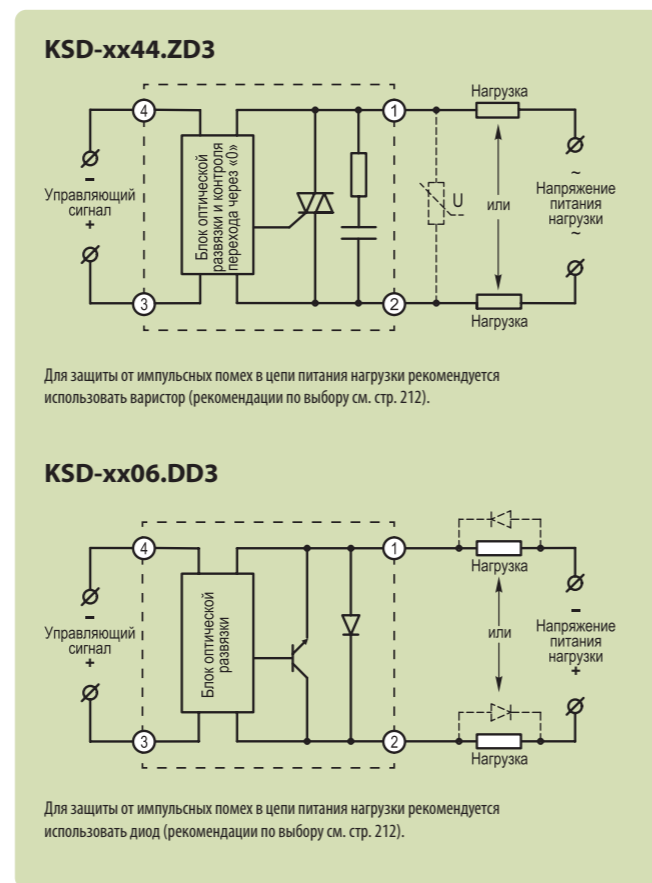 KSD-xx44.ZD3
4
1
Нагрузка
Блок оптической
развязки и контроля
перехода через «0»
-
Управляющий
сигнал
+
U
или
~
Напряжение
питания
нагрузки
~
3
2
Нагрузка
Для защиты от импульсных помех в цепи питания нагрузки рекомендуется
использовать варистор (рекомендации по выбору см. стр. 212).
KSD-xx06.DD3
4
1
Нагрузка
Блок оптической
развязки
-
Управляющий
сигнал
+
или
-
Напряжение
питания
нагрузки
+
3
2
Нагрузка
Для защиты от импульсных помех в цепи питания нагрузки рекомендуется
использовать диод (рекомендации по выбору см. стр. 212).